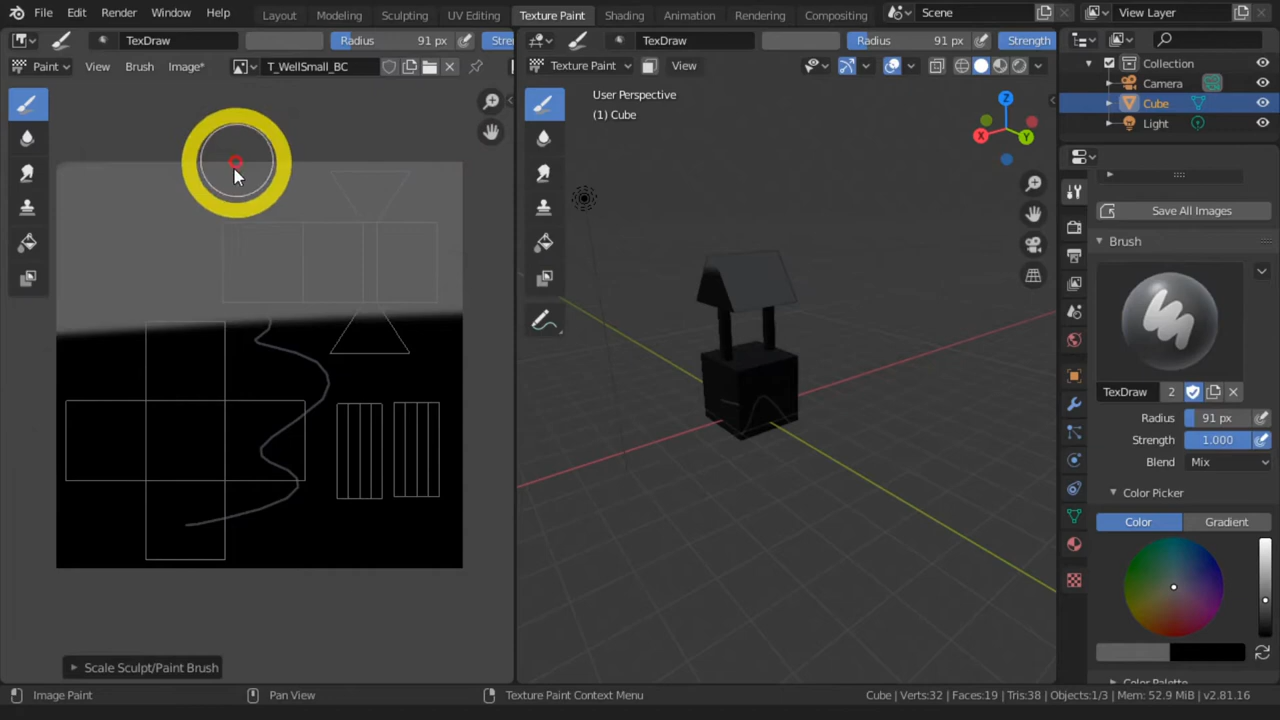 File Edit Render Window Help Layout Modeling Sculpting UV Editing Texture Paint Shading Animation Rendering Compositing Scene View Layer
TexDraw Radius 91 px Stre TexDraw Radius 91 px Strength
Paint View Brush Image* T_WellSmall_BC Texture Paint View
Collection
Camera
Cube
Light
User Perspective
(1) Cube
X
Y
Z
Save All Images
Brush
TexDraw 2
Radius 91 px
Strength 1.000
Blend Mix
Color Picker
Color Gradient
Scale Sculpt/Paint Brush
Image Paint Pan View Texture Paint Context Menu Cube | Verts:32 | Faces:19 | Tris:38 | Objects:1/3 | Mem: 52.9 MiB | v2.81.16